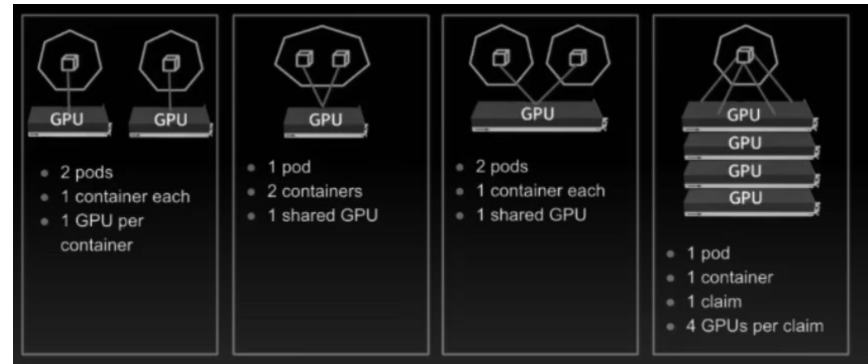 GPU
GPU
2 pods
1 container each
1 GPU per
container
GPU
1 pod
2 containers
1 shared GPU
GPU
2 pods
1 container each
1 shared GPU
GPU
GPU
GPU
GPU
1 pod
1 container
1 claim
4 GPUs per claim